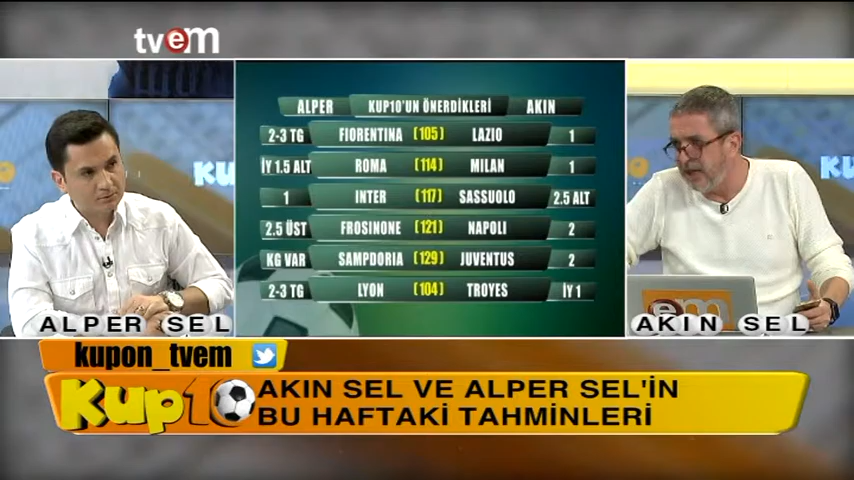 tvem
ALPER KUP10'UN ÖNERDİKLERİ AKIN
2-3 TG FIORENTINA (105) LAZIO 1
İY 1.5 ALT ROMA (114) MILAN 1
1 INTER (117) SASSUOLO 2.5 ALT
2.5 ÜST FROSINONE (121) NAPOLI 2
KG VAR SAMPDORIA (129) JUVENTUS 2
2-3 TG LYON (104) TROYES İY 1
em
ALPER SEL
AKIN SEL
kupon_tvem
Kup10
AKIN SEL VE ALPER SEL'İN
BU HAFTAKİ TAHMİNLERİ